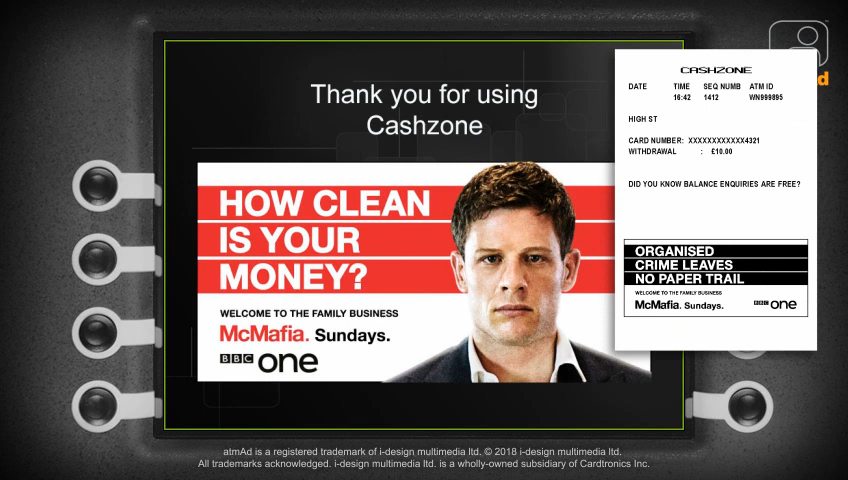 Thank you for using
Cashzone
HOW CLEAN
IS YOUR
MONEY?
WELCOME TO THE FAMILY BUSINESS
McMafia. Sundays.
BBC one
CASHZONE
DATE TIME SEQ NUMB ATM ID
16:42 1412 WN999895
HIGH ST
CARD NUMBER: XXXXXXXXXXXX4321
WITHDRAWAL : £10.00
DID YOU KNOW BALANCE ENQUIRIES ARE FREE?
ORGANISED
CRIME LEAVES
NO PAPER TRAIL
WELCOME TO THE FAMILY BUSINESS
McMafia. Sundays.
BBC one
atmAd is a registered trademark of i-design multimedia ltd. © 2018 i-design multimedia ltd.
All trademarks acknowledged. i-design multimedia ltd. is a wholly-owned subsidiary of Cardtronics Inc.